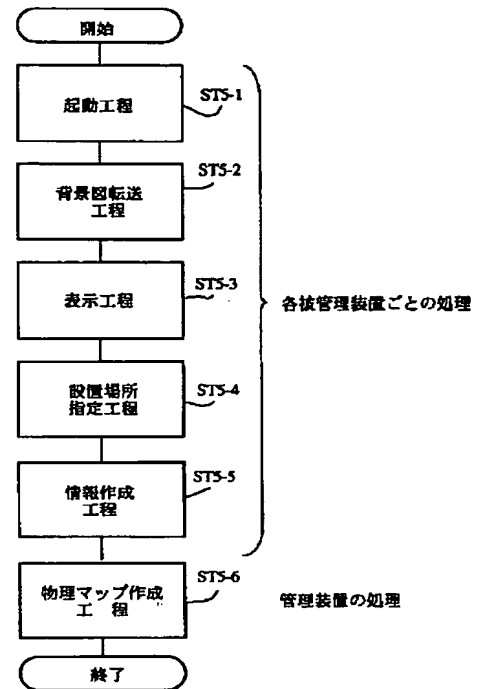 開始
起動工程
ST5-1
背景図転送
工程
ST5-2
表示工程
ST5-3
各被管理装置ごとの処理
設置場所
指定工程
ST5-4
情報作成
工程
ST5-5
物理マップ作成
工 程
ST5-6
管理装置の処理
終了